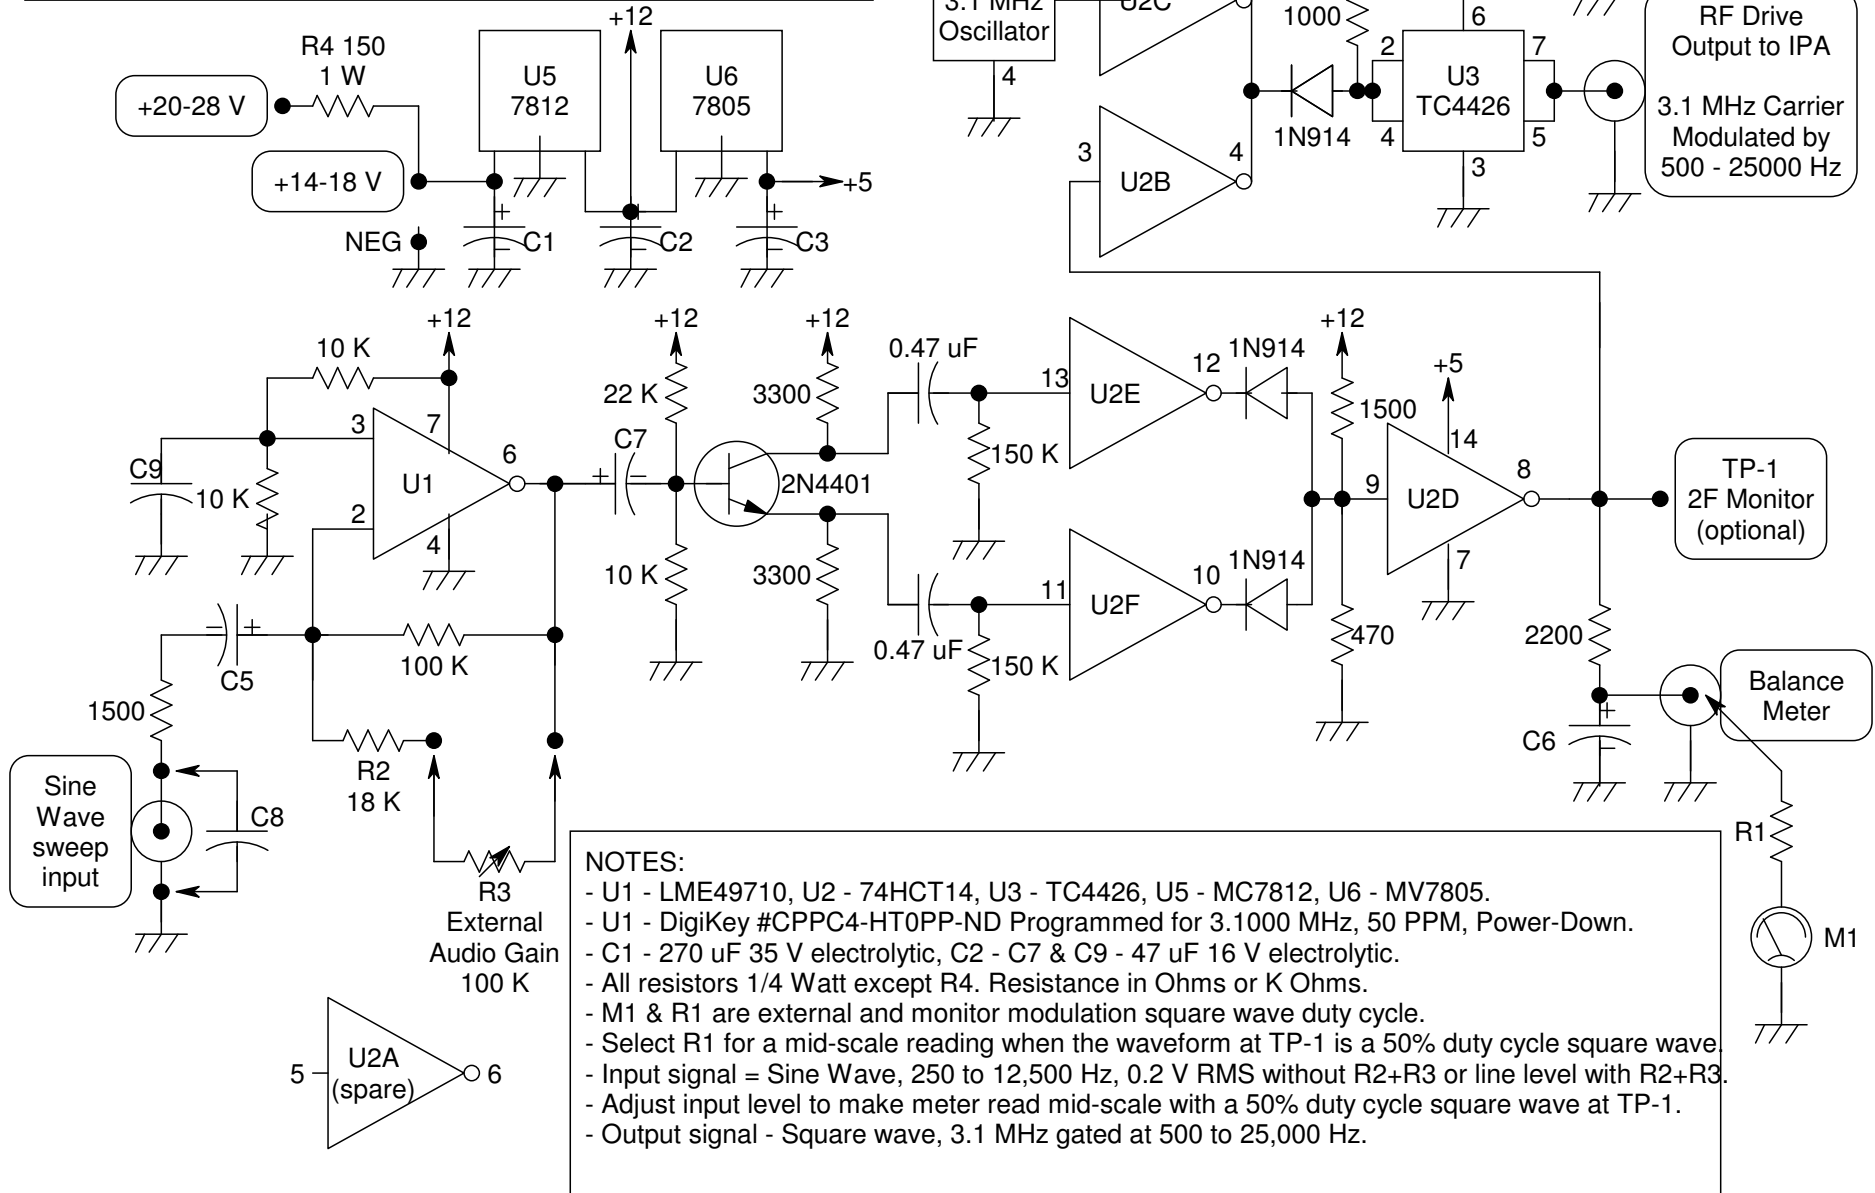 3.1 MHz
Oscillator
4
U2C
1000
6
RF Drive
Output to IPA
3.1 MHz Carrier
Modulated by
500 - 25000 Hz
+12
R4 150
1 W
+20-28 V
+14-18 V
NEG
U5
7812
U6
7805
+5
+
C1
−
+
C2
−
+
C3
−
3
U2B
4
1N914
2
4
U3
TC4426
7
5
3
+12
10 K
3
7
C9
10 K
2
4
U1
6
C7
+ −
+12
22 K
10 K
2N4401
+12
3300
3300
0.47 uF
150 K
0.47 uF
150 K
13
U2E
12
1N914
11
U2F
10
1N914
+12
1500
470
+5
14
9
U2D
8
7
TP-1
2F Monitor
(optional)
2200
+
C6
−
Balance
Meter
R1
M1
− +
C5
100 K
1500
R2
18 K
Sine
Wave
sweep
input
C8
R3
External
Audio Gain
100 K
5
U2A
(spare)
6
NOTES:
- U1 - LME49710, U2 - 74HCT14, U3 - TC4426, U5 - MC7812, U6 - MV7805.
- U1 - DigiKey #CPPC4-HT0PP-ND Programmed for 3.1000 MHz, 50 PPM, Power-Down.
- C1 - 270 uF 35 V electrolytic, C2 - C7 & C9 - 47 uF 16 V electrolytic.
- All resistors 1/4 Watt except R4. Resistance in Ohms or K Ohms.
- M1 & R1 are external and monitor modulation square wave duty cycle.
- Select R1 for a mid-scale reading when the waveform at TP-1 is a 50% duty cycle square wave.
- Input signal = Sine Wave, 250 to 12,500 Hz, 0.2 V RMS without R2+R3 or line level with R2+R3.
- Adjust input level to make meter read mid-scale with a 50% duty cycle square wave at TP-1.
- Output signal - Square wave, 3.1 MHz gated at 500 to 25,000 Hz.